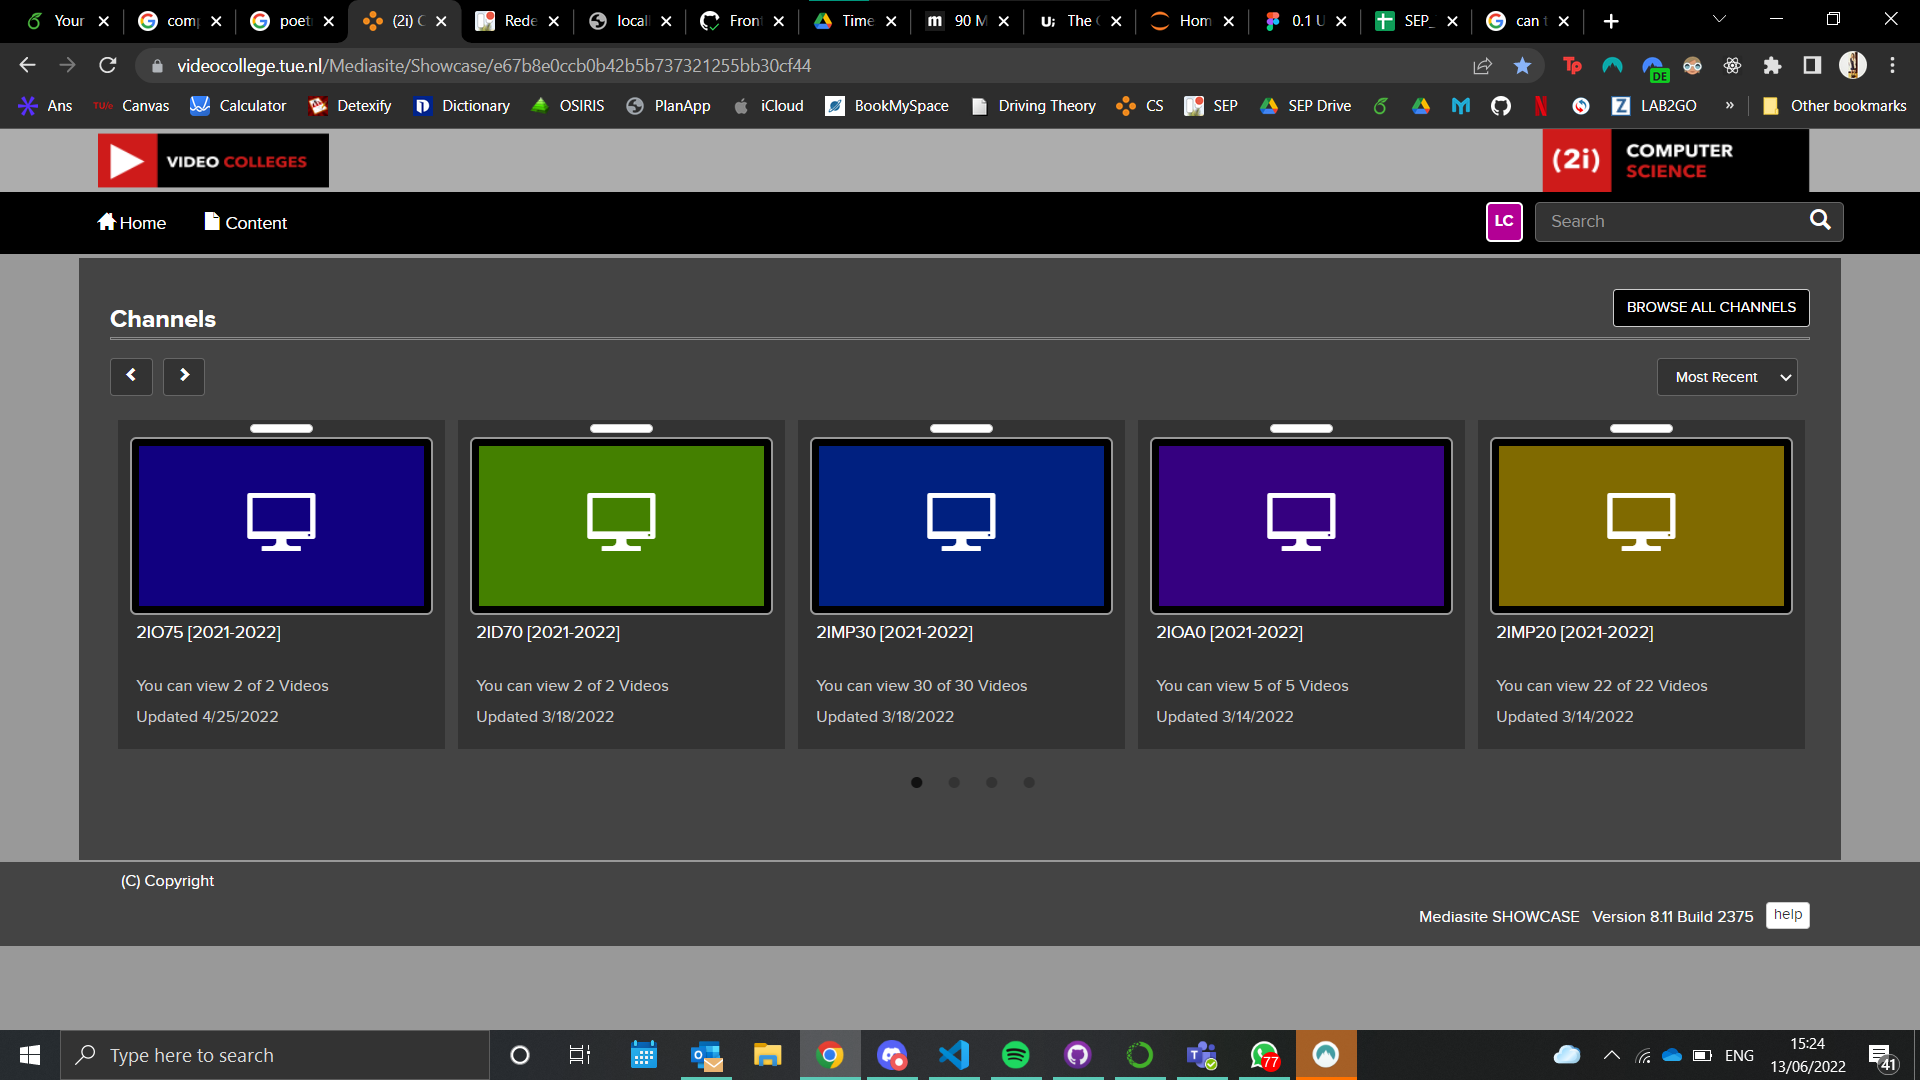 Your
com
poet
(2i) C
Rede
locall
Front
Time
90 M
The
Hom
0.1 U
SEP_
can t
videocollege.tue.nl/Mediasite/Showcase/e67b8e0ccb0b42b5b737321255bb30cf44
DE
Ans
TU/e Canvas
Calculator
Detexify
Dictionary
OSIRIS
PlanApp
iCloud
BookMySpace
Driving Theory
CS
SEP
SEP Drive
LAB2GO
»
Other bookmarks
VIDEO COLLEGES
(2i) COMPUTER
SCIENCE
Home
Content
LC
Search
Channels
BROWSE ALL CHANNELS
Most Recent
2IO75 [2021-2022]
You can view 2 of 2 Videos
Updated 4/25/2022
2ID70 [2021-2022]
You can view 2 of 2 Videos
Updated 3/18/2022
2IMP30 [2021-2022]
You can view 30 of 30 Videos
Updated 3/18/2022
2IOA0 [2021-2022]
You can view 5 of 5 Videos
Updated 3/14/2022
2IMP20 [2021-2022]
You can view 22 of 22 Videos
Updated 3/14/2022
(C) Copyright
Mediasite SHOWCASE Version 8.11 Build 2375
help
Type here to search
77
ENG
15:24
13/06/2022
41